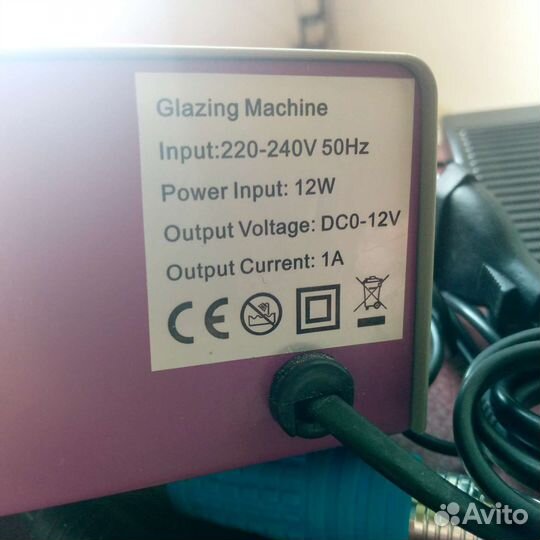 Glazing Machine
Input:220-240V 50Hz
Power Input: 12W
Output Voltage: DC0-12V
Output Current: 1A
CE
Avito